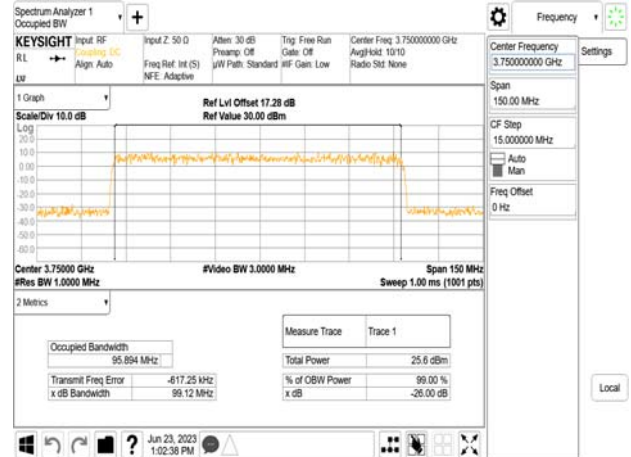 Spectrum Analyzer 1
Occupied BW
Frequency
KEYSIGHT
Input: RF
Coupling: DC
Align: Auto
RL
LV
Input Z: 50 Ω
Freq Ref: Int (S)
NFE: Adaptive
Atten: 30 dB
Preamp: Off
µW Path: Standard
Trig: Free Run
Gate: Off
#IF Gain: Low
Center Freq: 3.750000000 GHz
Avg|Hold: 10/10
Radio Std: None
Center Frequency
3.750000000 GHz
Settings
Span
150.00 MHz
CF Step
15.000000 MHz
Auto
Man
Freq Offset
0 Hz
Local
1 Graph
Scale/Div 10.0 dB
Ref Lvl Offset 17.28 dB
Ref Value 30.00 dBm
Log
20.0
10.0
0.00
-10.0
-20.0
-30.0
-40.0
-50.0
-60.0
Center 3.75000 GHz
#Res BW 1.0000 MHz
#Video BW 3.0000 MHz
Span 150 MHz
Sweep 1.00 ms (1001 pts)
2 Metrics
Measure Trace Trace 1
Occupied Bandwidth
95.894 MHz
Total Power 25.6 dBm
Transmit Freq Error -617.25 kHz
% of OBW Power 99.00 %
x dB Bandwidth 99.12 MHz
x dB -26.00 dB
Jun 23, 2023
1:02:38 PM